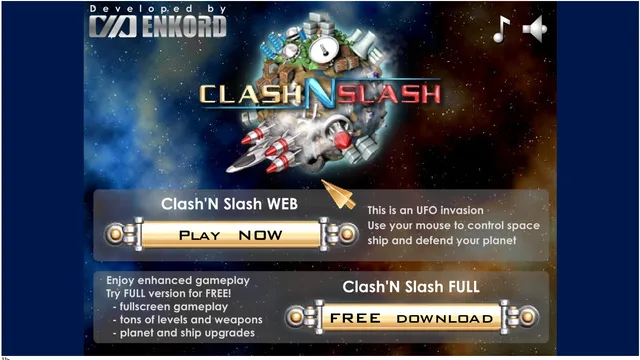 Developed by
ENKORD
CLASH N SLASH
Clash'N Slash WEB
PLAY NOW
This is an UFO invasion
Use your mouse to control space
ship and defend your planet
Enjoy enhanced gameplay
Try FULL version for FREE!
- fullscreen gameplay
- tons of levels and weapons
- planet and ship upgrades
Clash'N Slash FULL
FREE DOWNLOAD